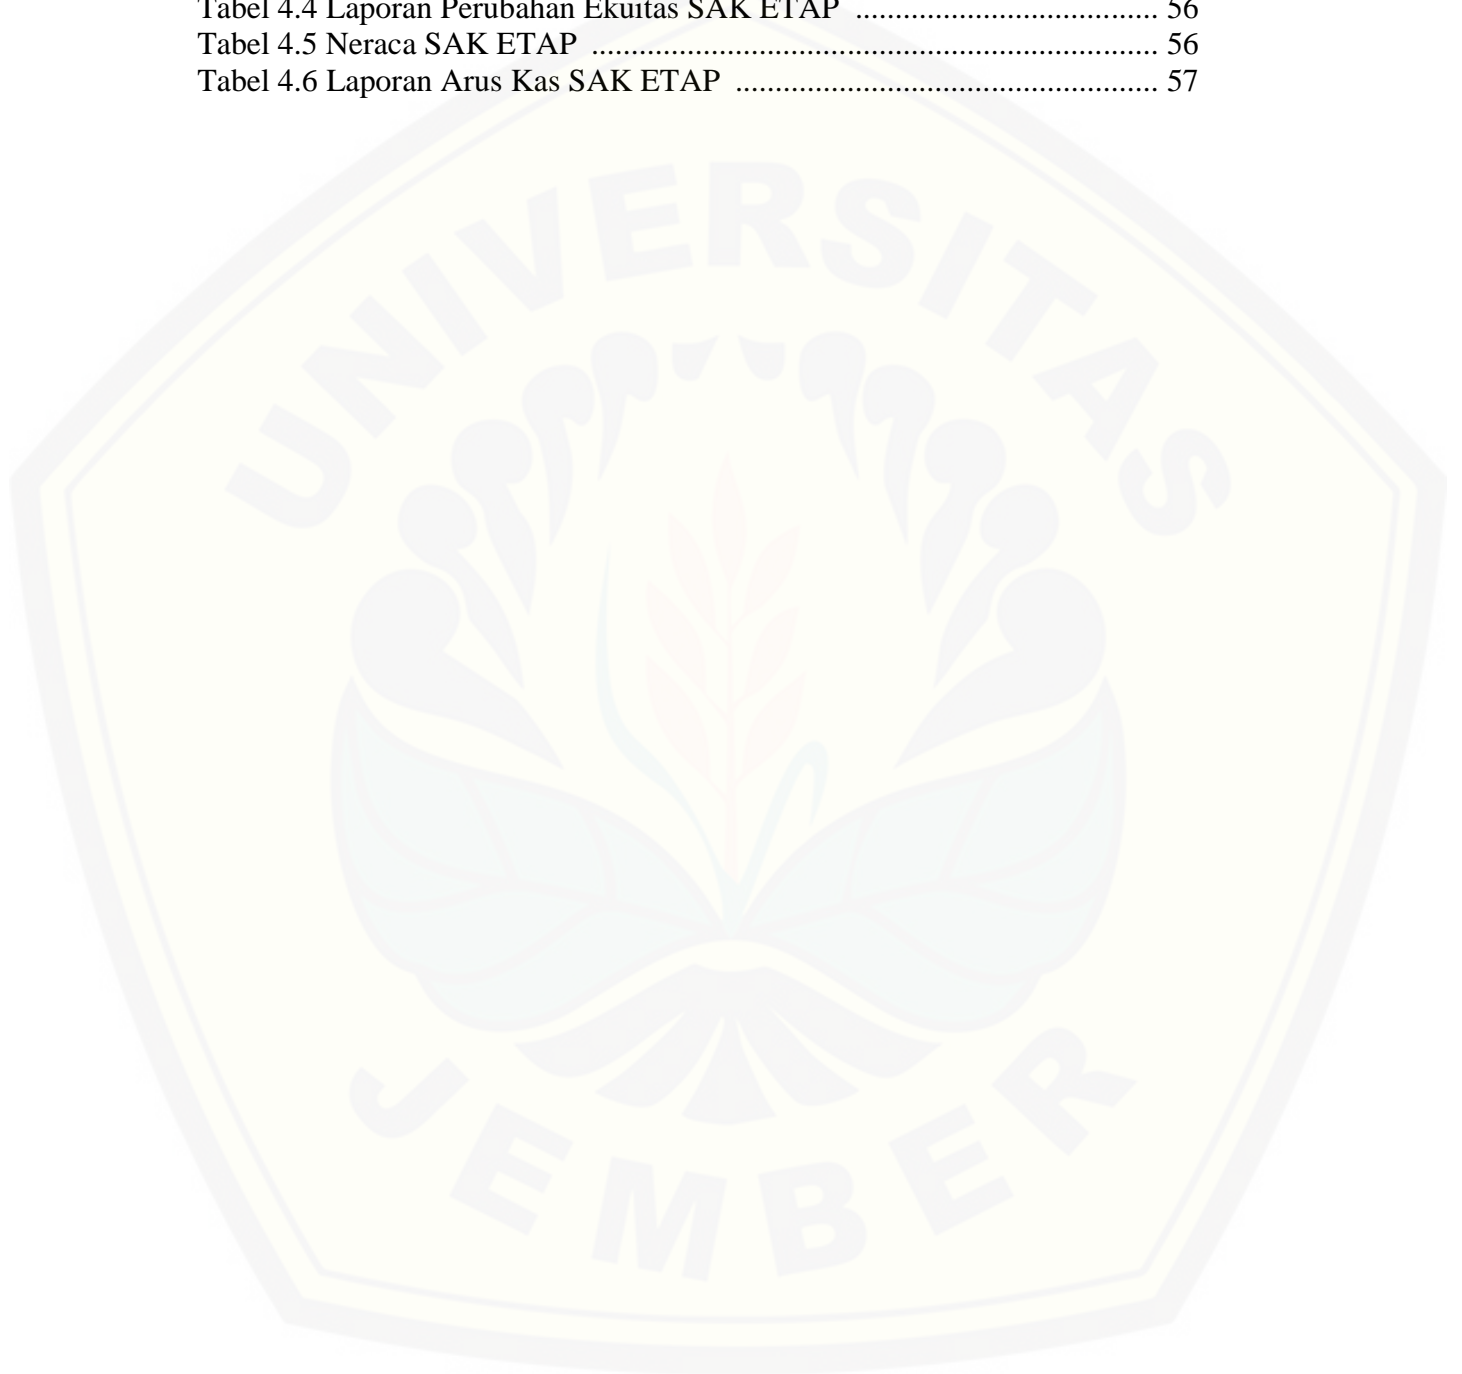 Tabel 4.4 Laporan Perubahan Ekuitas SAK ETAP ...................................... 56
Tabel 4.5 Neraca SAK ETAP ....................................................................... 56
Tabel 4.6 Laporan Arus Kas SAK ETAP ..................................................... 57
UNIVERSITAS
JEMBER